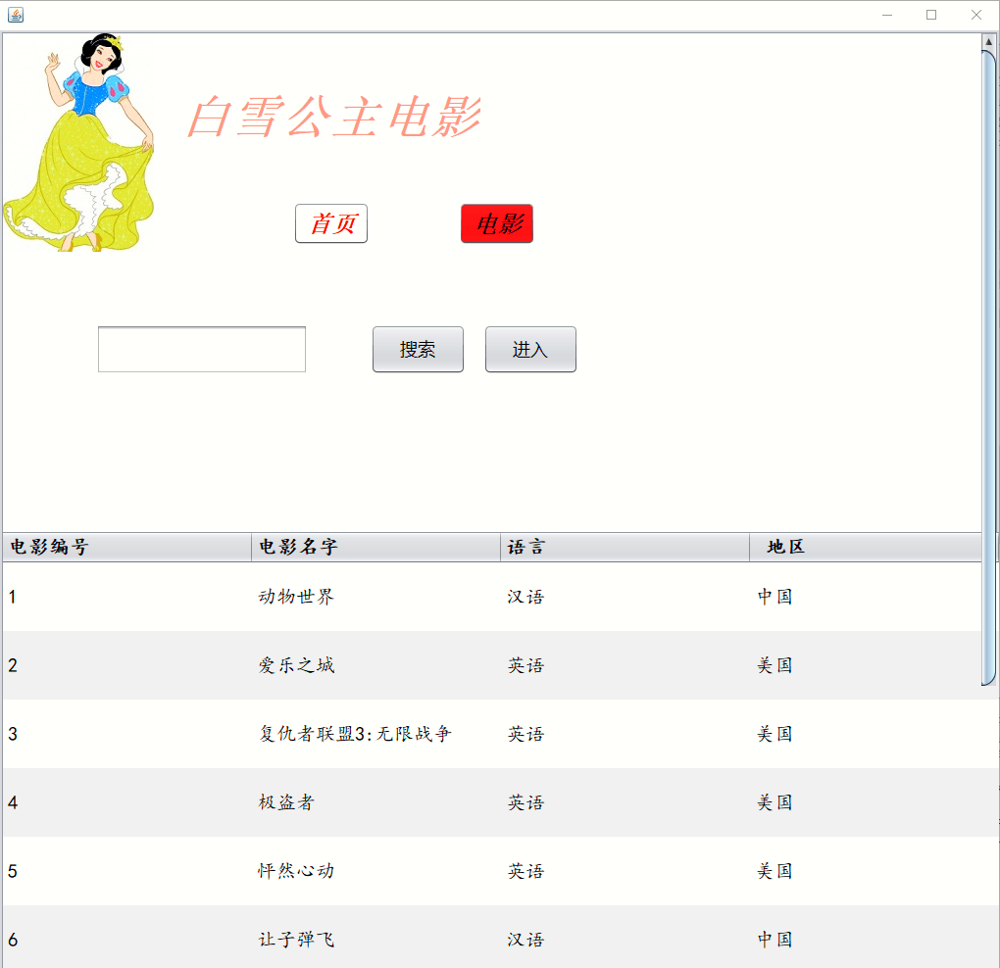 白雪公主电影
首页 电影
搜索 进入
电影编号 电影名字 语言 地区
1 动物世界 汉语 中国
2 爱乐之城 英语 美国
3 复仇者联盟3:无限战争 英语 美国
4 极盗者 英语 美国
5 怦然心动 英语 美国
6 让子弹飞 汉语 中国